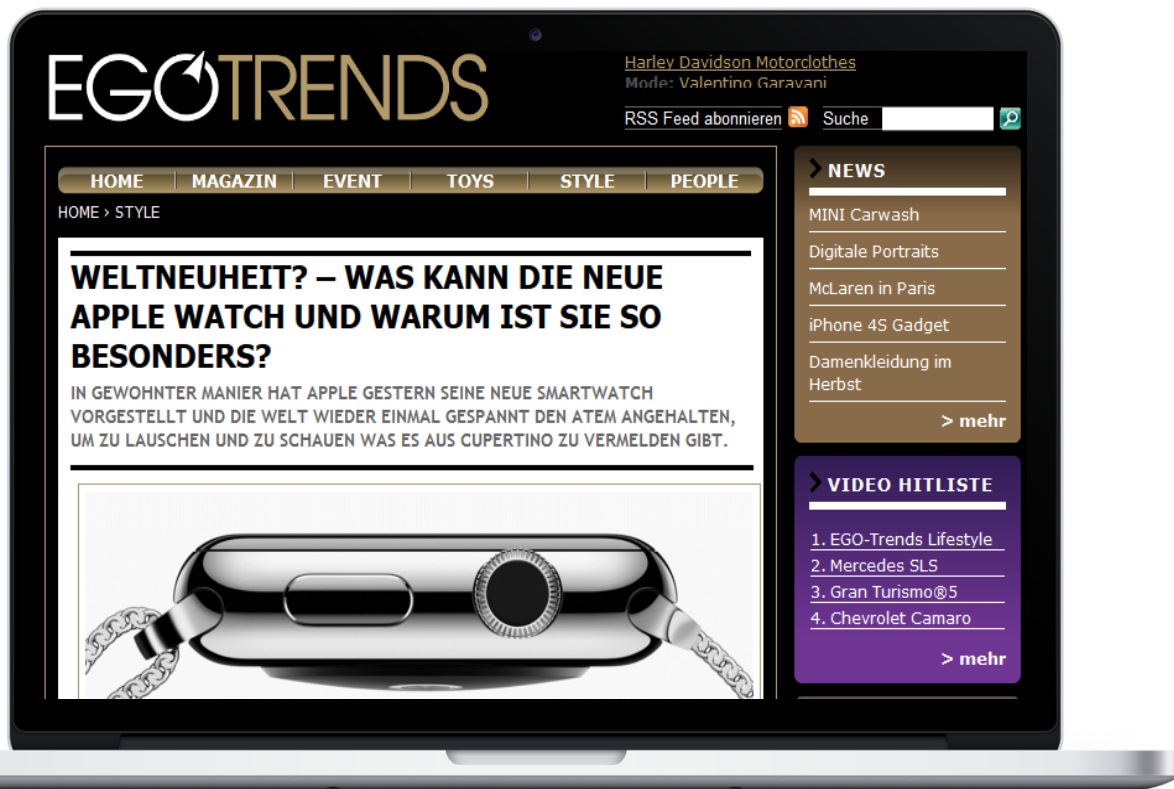 EGOTRENDS
Harley Davidson Motorclothes
Mode: Valentino Garavani
RSS Feed abonnieren
Suche
HOME MAGAZIN EVENT TOYS STYLE PEOPLE
HOME › STYLE
WELTNEUHEIT? – WAS KANN DIE NEUE
APPLE WATCH UND WARUM IST SIE SO
BESONDERS?
IN GEWOHNTER MANIER HAT APPLE GESTERN SEINE NEUE SMARTWATCH
VORGESTELLT UND DIE WELT WIEDER EINMAL GESPANNT DEN ATEM ANGEHALTEN,
UM ZU LAUSCHEN UND ZU SCHAUEN WAS ES AUS CUPERTINO ZU VERMELDEN GIBT.
NEWS
MINI Carwash
Digitale Portraits
McLaren in Paris
iPhone 4S Gadget
Damenkleidung im
Herbst
> mehr
VIDEO HITLISTE
1. EGO-Trends Lifestyle
2. Mercedes SLS
3. Gran Turismo®5
4. Chevrolet Camaro
> mehr